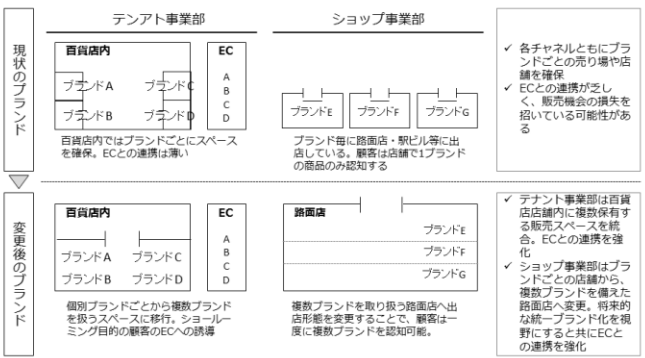 テンアト事業部
ショップ事業部
現状のブランド
百貨店内
ブランドA
ブランドC
ブランドB
ブランドD
EC
A
B
C
D
百貨店内ではブランドごとにスペース
を確保。ECとの連携は薄い
ブランドE
ブランドF
ブランドG
ブランド毎に路面店・駅ビル等に出
店している。顧客は店舗で1ブランド
の商品のみ認知する
✓ 各チャネルともにブラ
ンドごとの売り場や店
舗を確保
✓ ECとの連携が乏し
く、販売機会の損失を
招いている可能性が
ある
変更後のブランド
百貨店内
ブランドA
ブランドC
ブランドB
ブランドD
EC
A
B
C
D
個別ブランドごとから複数ブランド
を扱うスペースに移行。ショールー
ミング目的の顧客のECへの誘導
路面店
ブランドE
ブランドF
ブランドG
複数ブランドを取り扱う路面店へ出
店形態を変更することで、顧客は一
度に複数ブランドを認知可能。
✓ テナント事業部は百貨
店店舗内に複数保有す
る販売スペースを統
合。ECとの連携を強
化
✓ ショップ事業部はブラ
ンドごとの店舗から、
複数ブランドを備えた
路面店へ変更。将来的
な統一ブランド化を視
野にすると共にECと
の連携を強化